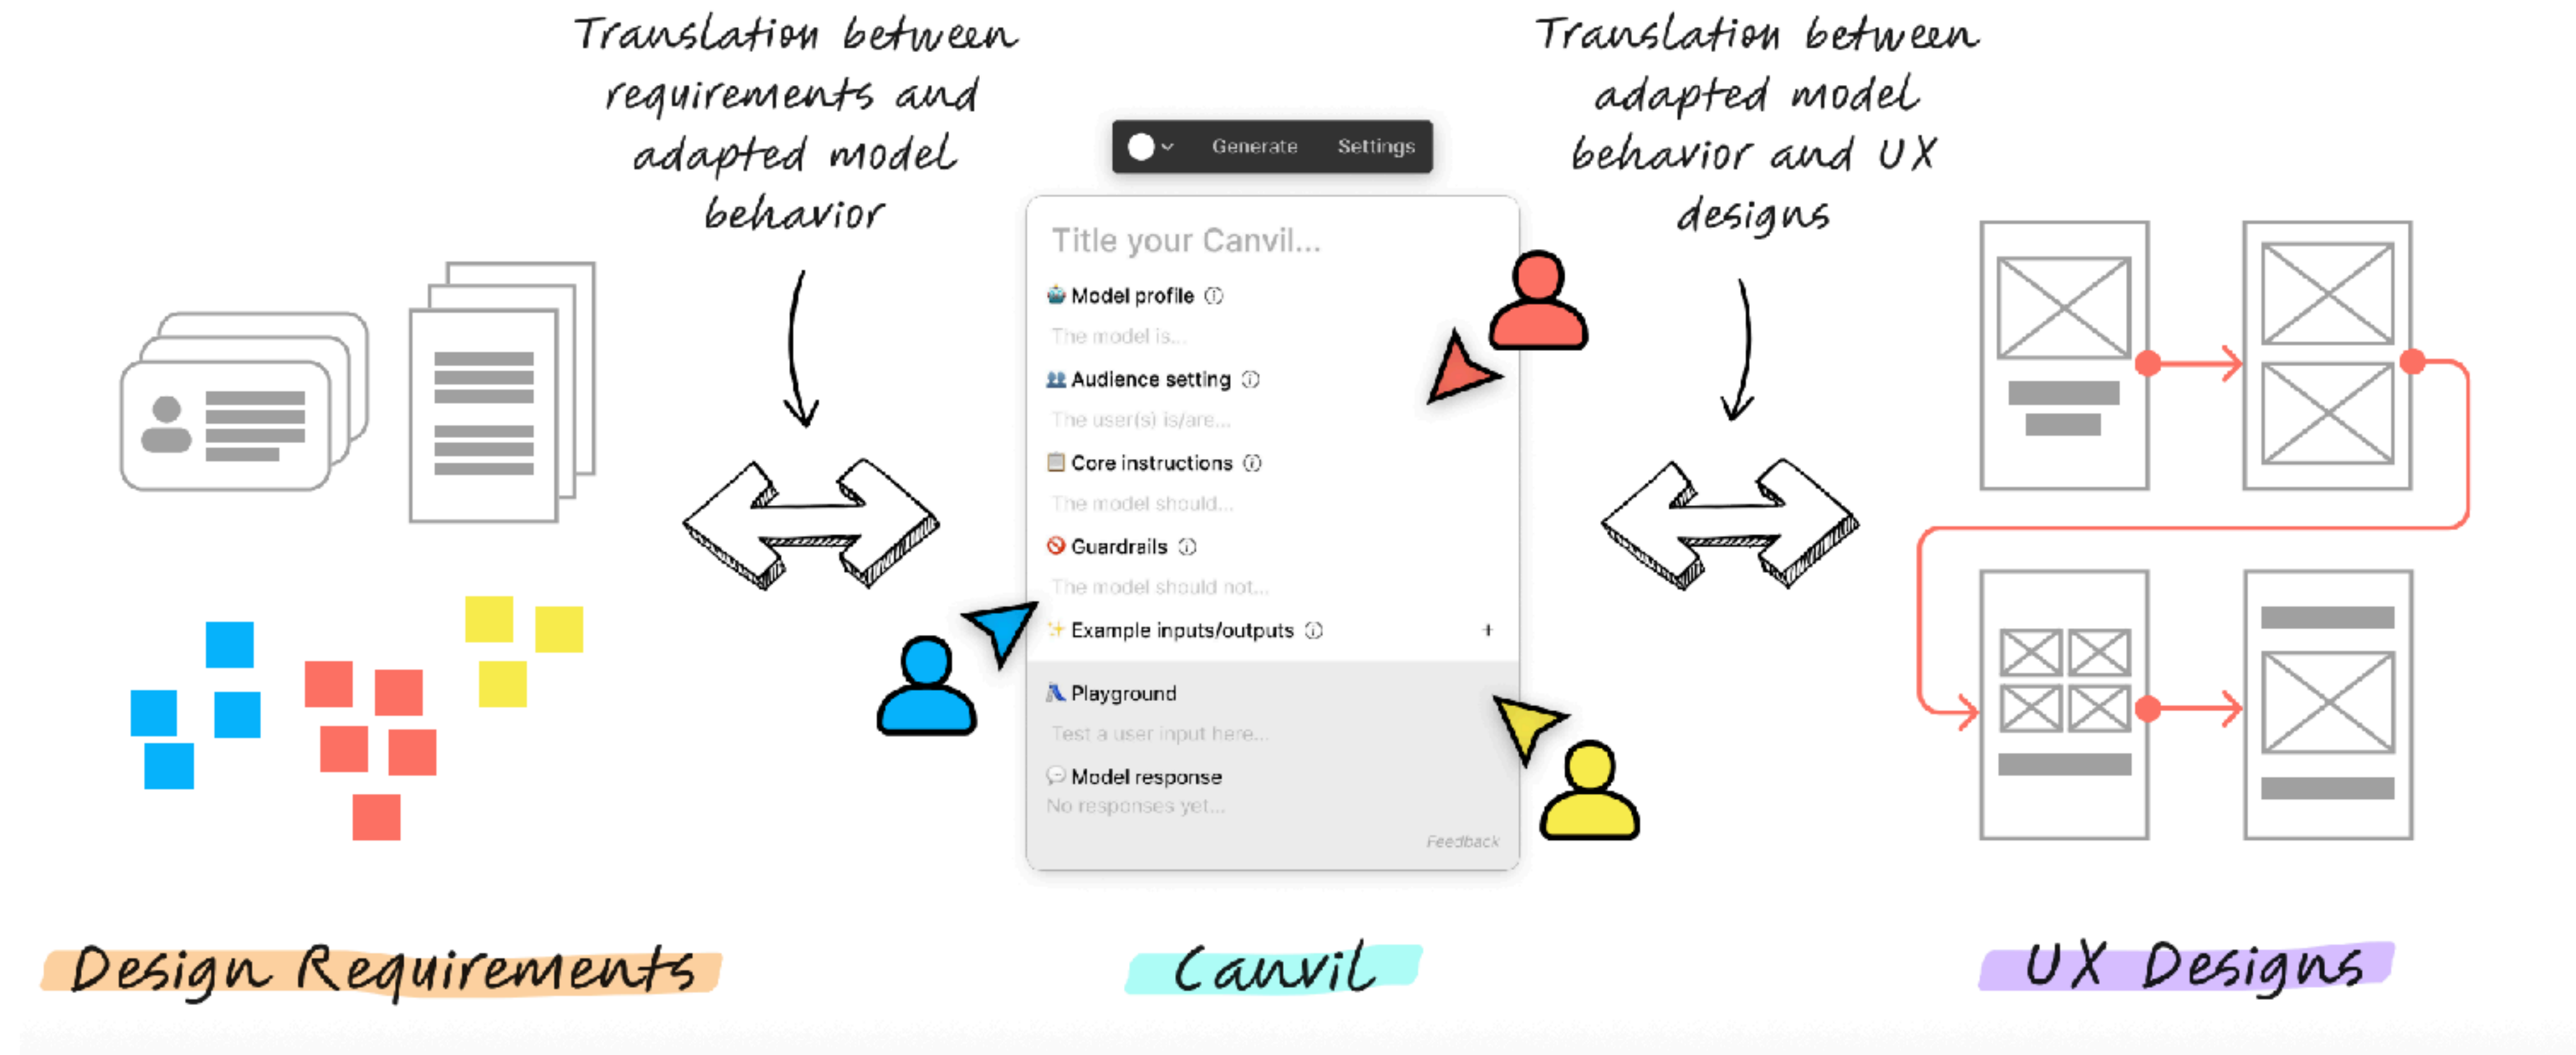 Translation between
requirements and
adapted model
behavior
Translation between
adapted model
behavior and UX
designs
Generate Settings
Title your Canvil...
Model profile
The model is...
Audience setting
The user(s) is/are...
Core instructions
The model should...
Guardrails
The model should not...
Example inputs/outputs +
Playground
Test a user input here...
Model response
No responses yet...
Feedback
Design Requirements
Canvil
UX Designs